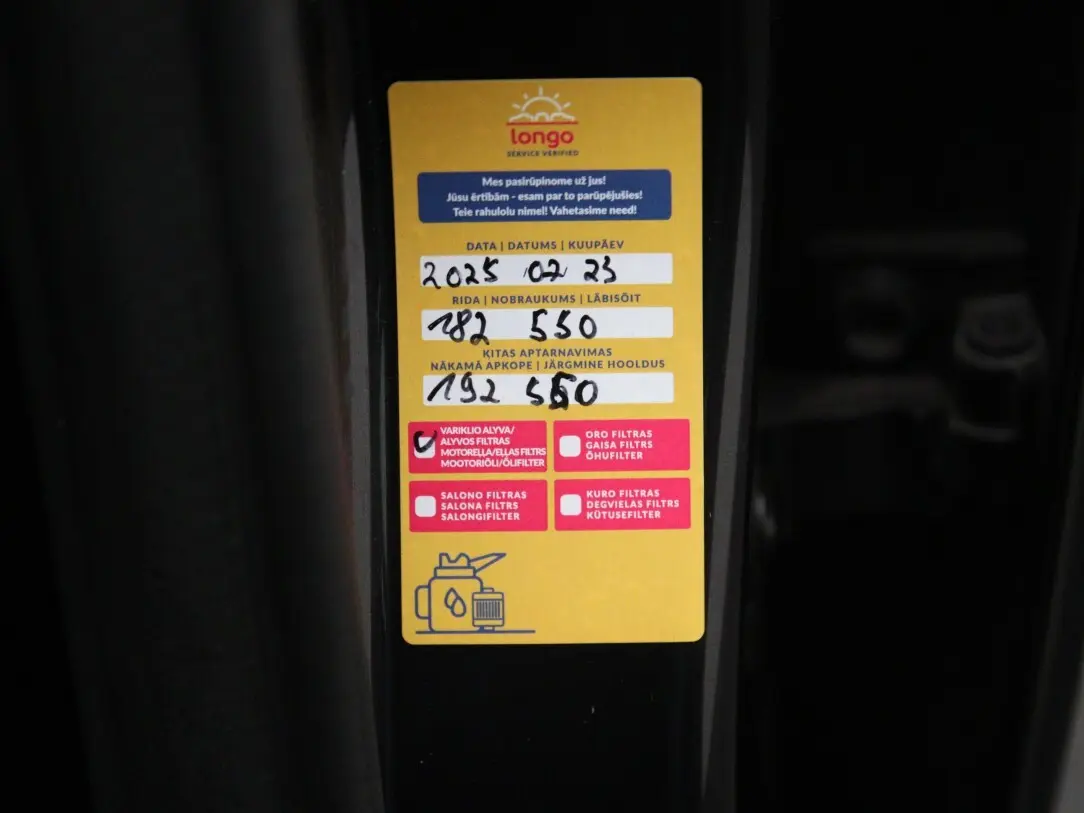 longo
SERVICE VERIFIED
Mes pasirūpinome už jus!
Jūsu ērtībām - esam par to parūpējušies!
Teie rahuloiu nimel! Vahetasime need!
DATA | DATUMS | KUUPÄEV
2025 02 23
RIDA | NOBRAUKUMS | LÄBISÕIT
182 550
KITAS APTARNAVIMAS
NĀKAMĀ APKOPE | JÄRGMINE HOOLDUS
192 550
VARIKLIO ALYVA/
ALYVOS FILTRAS
MOTOREĻĻA/EĻĻAS FILTRS
MOOTORIÕLI/ÕLIFILTER
ORO FILTRAS
GAISA FILTRS
ÕHUFILTER
SALONO FILTRAS
SALONA FILTRS
SALONGIFILTER
KURO FILTRAS
DEGVIELAS FILTRS
KÜTUSEFILTER